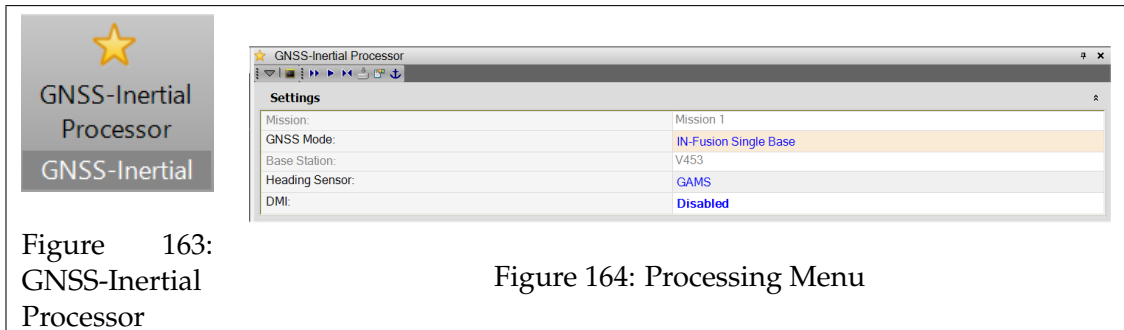 GNSS-Inertial
Processor
GNSS-Inertial
Figure 163:
GNSS-Inertial
Processor
GNSS-Inertial Processor
Settings
Mission: Mission 1
GNSS Mode: IN-Fusion Single Base
Base Station: V453
Heading Sensor: GAMS
DMI: Disabled
Figure 164: Processing Menu